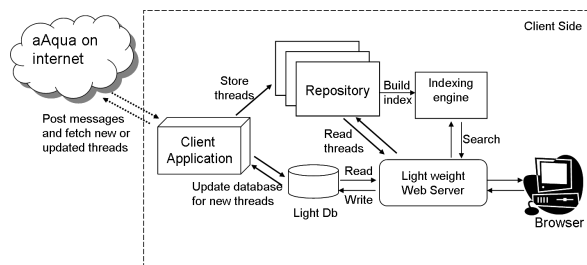 Client Side
aAqua on
internet
Store
threads
Repository
Build
index
Indexing
engine
Post messages
and fetch new or
updated threads
Client
Application
Read
threads
Search
Update database
for new threads
Light Db
Read
Write
Light weight
Web Server
Browser